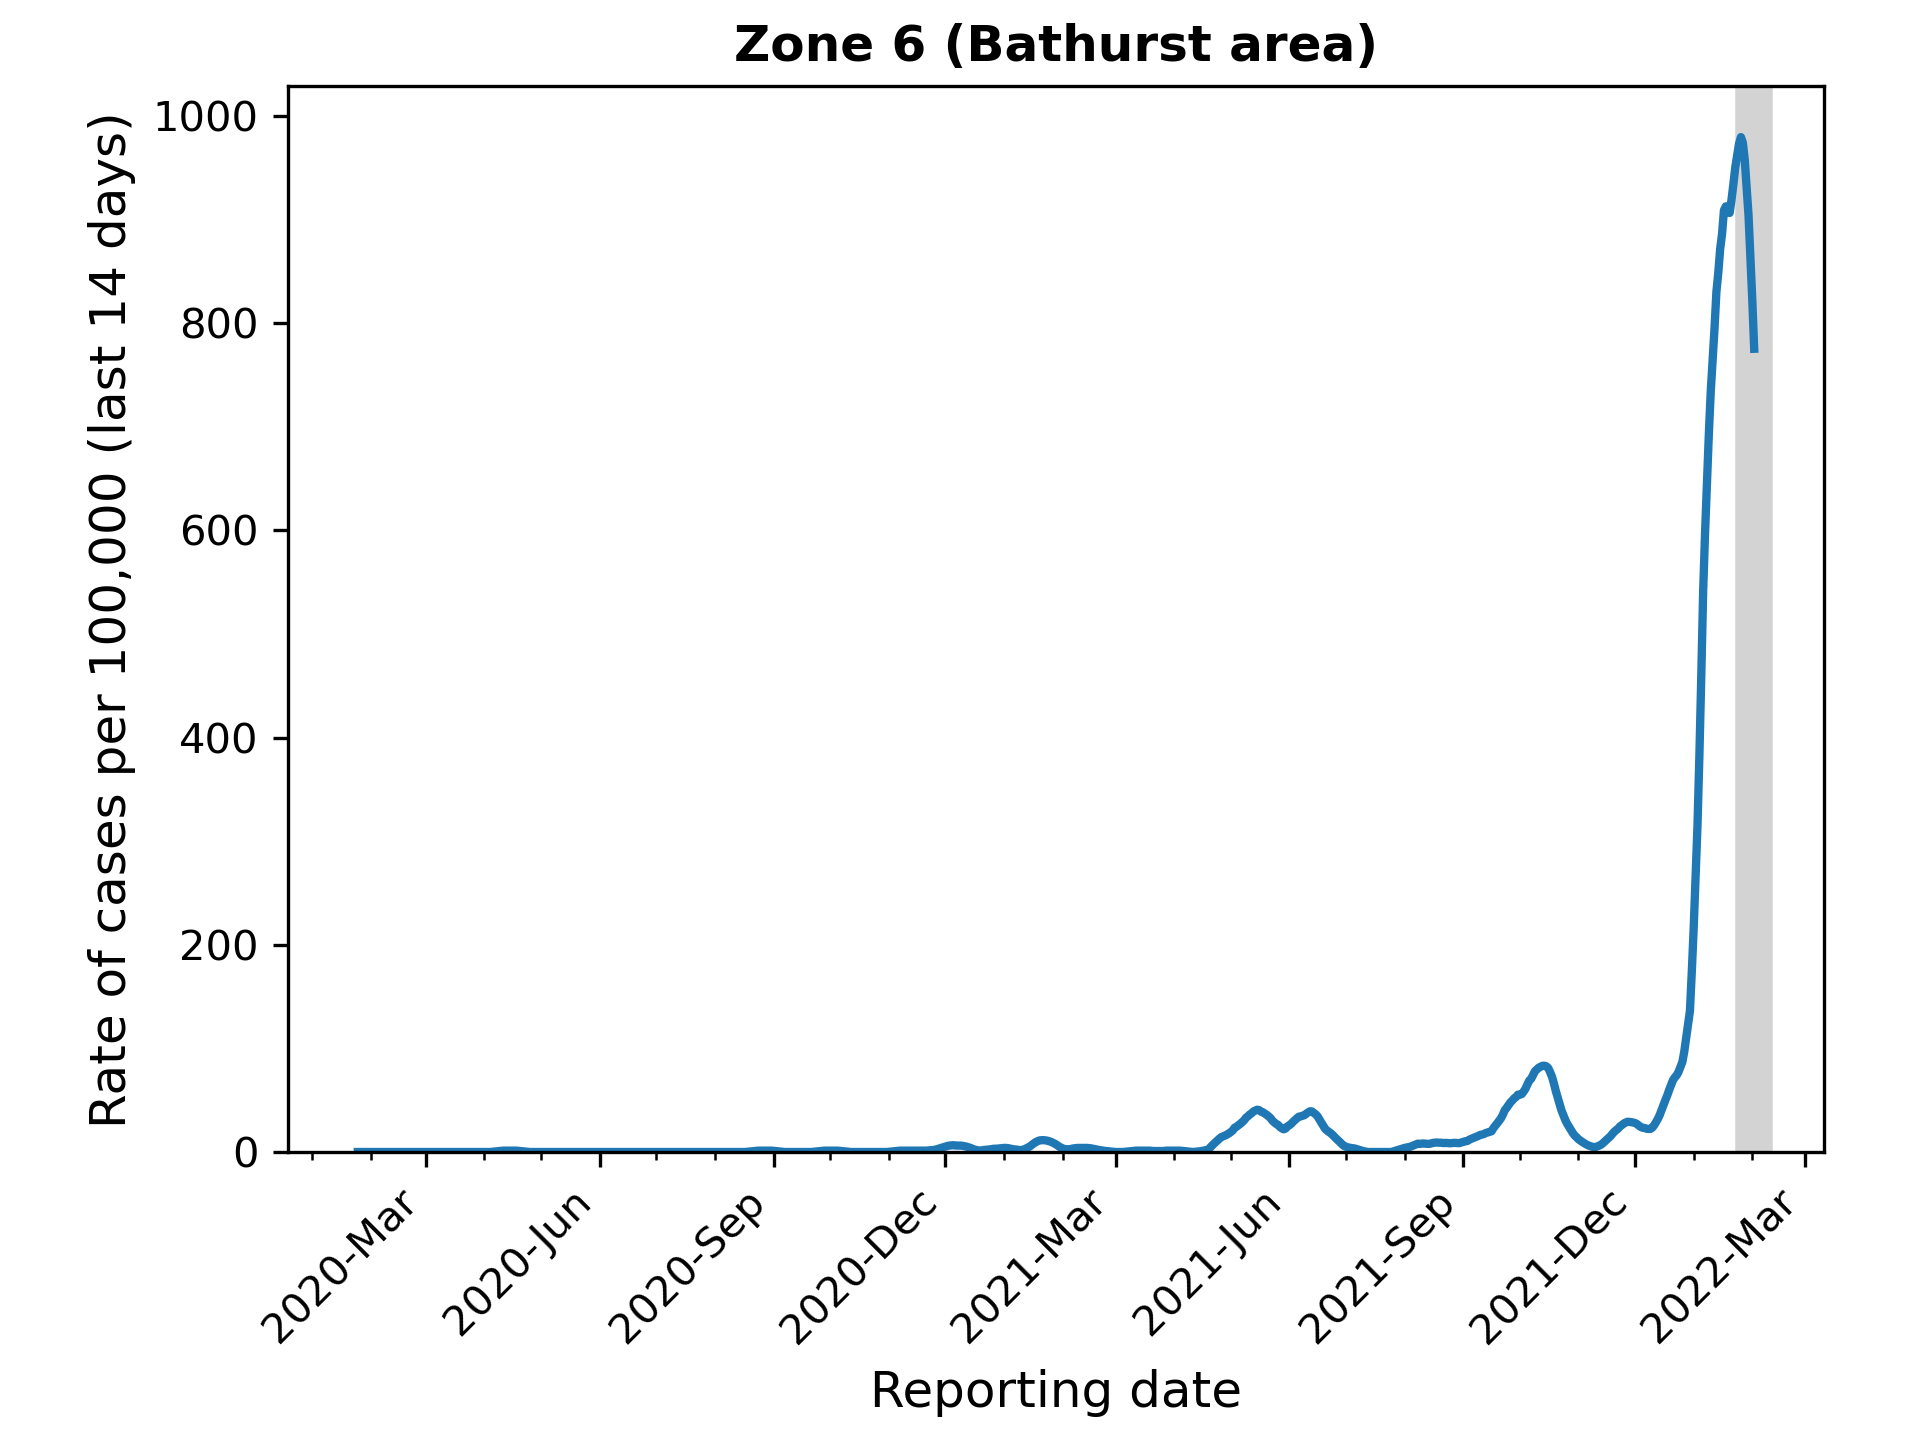 Zone 6 (Bathurst area)
Rate of cases per 100,000 (last 14 days)
1000
800
600
400
200
0
2020-Mar
2020-Jun
2020-Sep
2020-Dec
2021-Mar
2021-Jun
2021-Sep
2021-Dec
2022-Mar
Reporting date